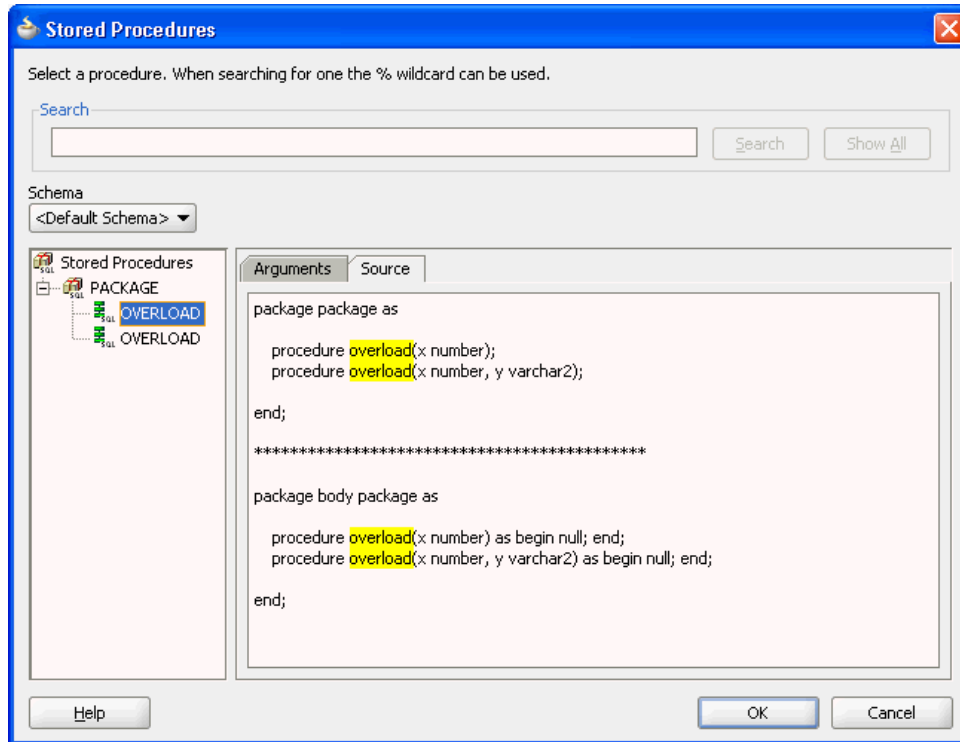 Stored Procedures
Select a procedure. When searching for one the % wildcard can be used.
Search
Search
Show All
Schema
<Default Schema>
Stored Procedures
PACKAGE
OVERLOAD
OVERLOAD
Arguments
Source
package package as
procedure overload(x number);
procedure overload(x number, y varchar2);
end;
********************************************
package body package as
procedure overload(x number) as begin null; end;
procedure overload(x number, y varchar2) as begin null; end;
end;
Help
OK
Cancel